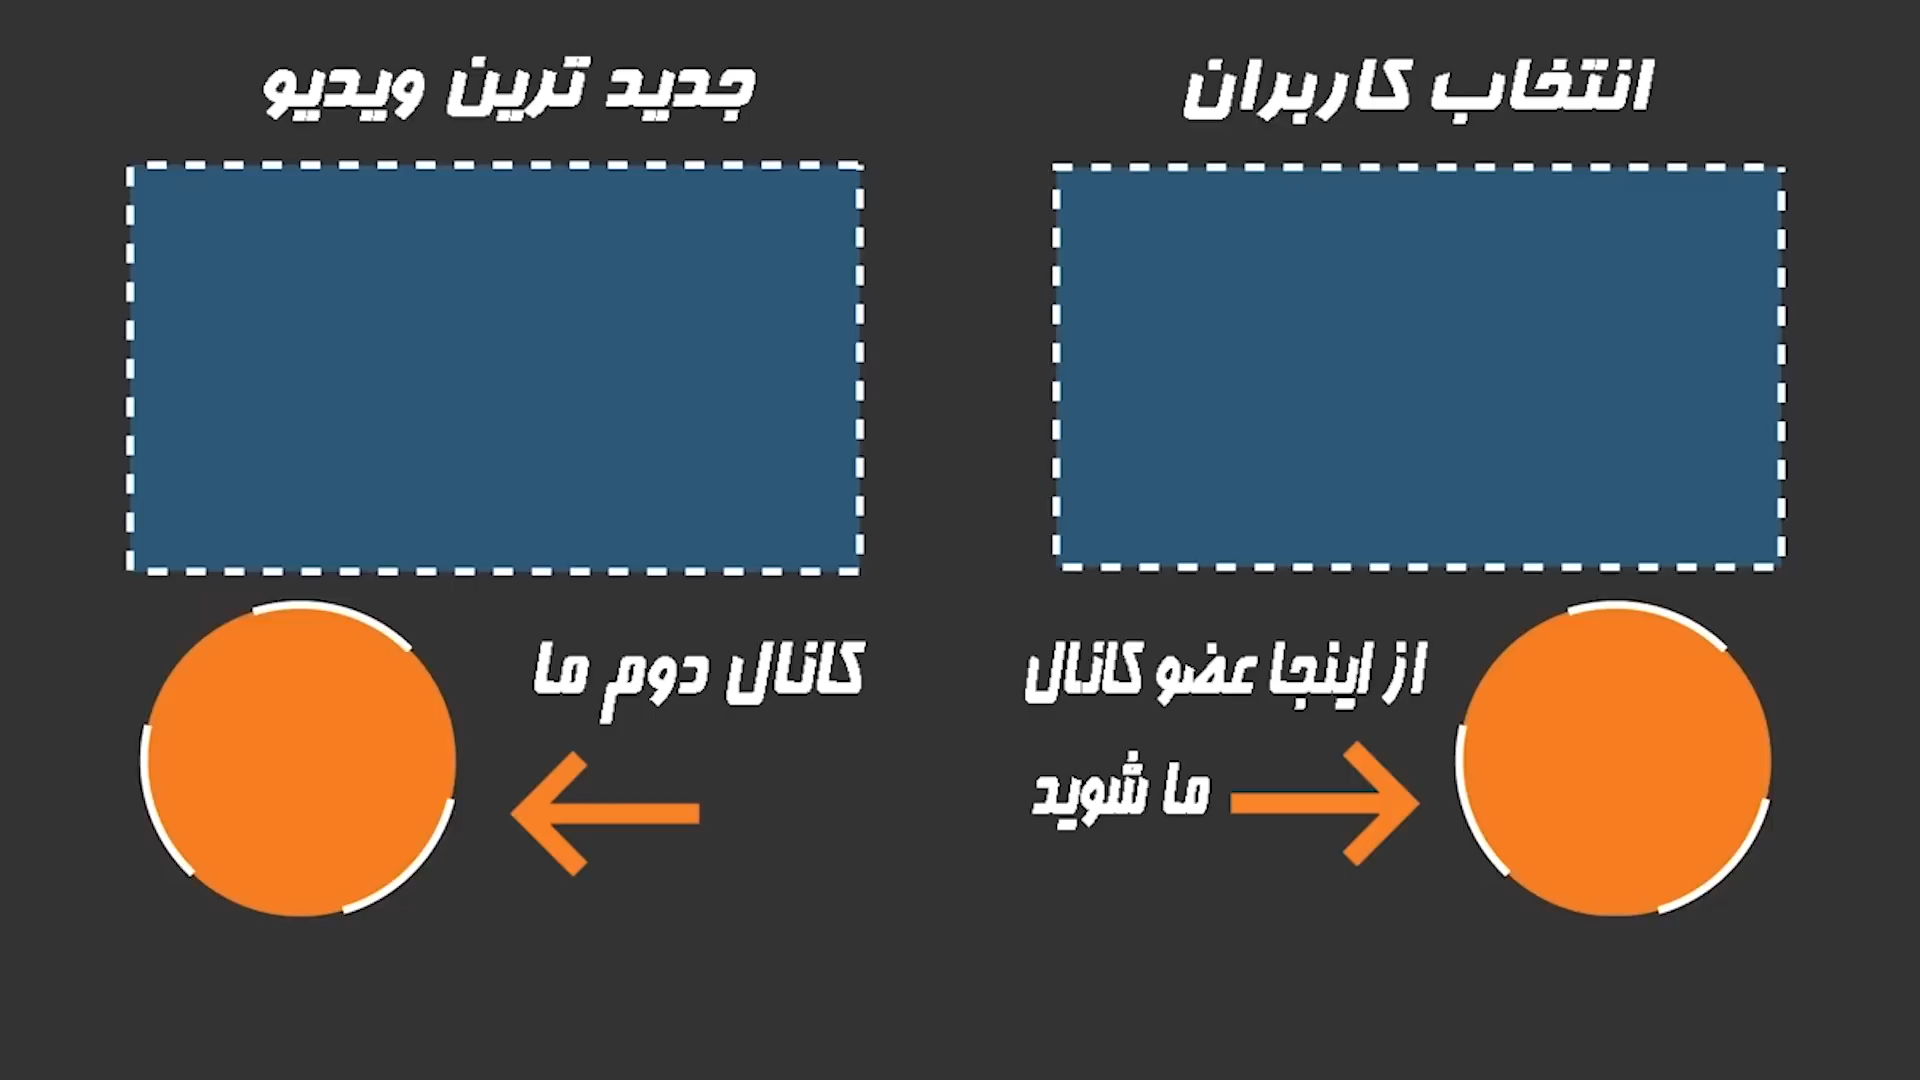 انتخاب کاربران
جدید ترین ویدیو
از اینجا عضو کانال
ما شوید
کانال دوم ما